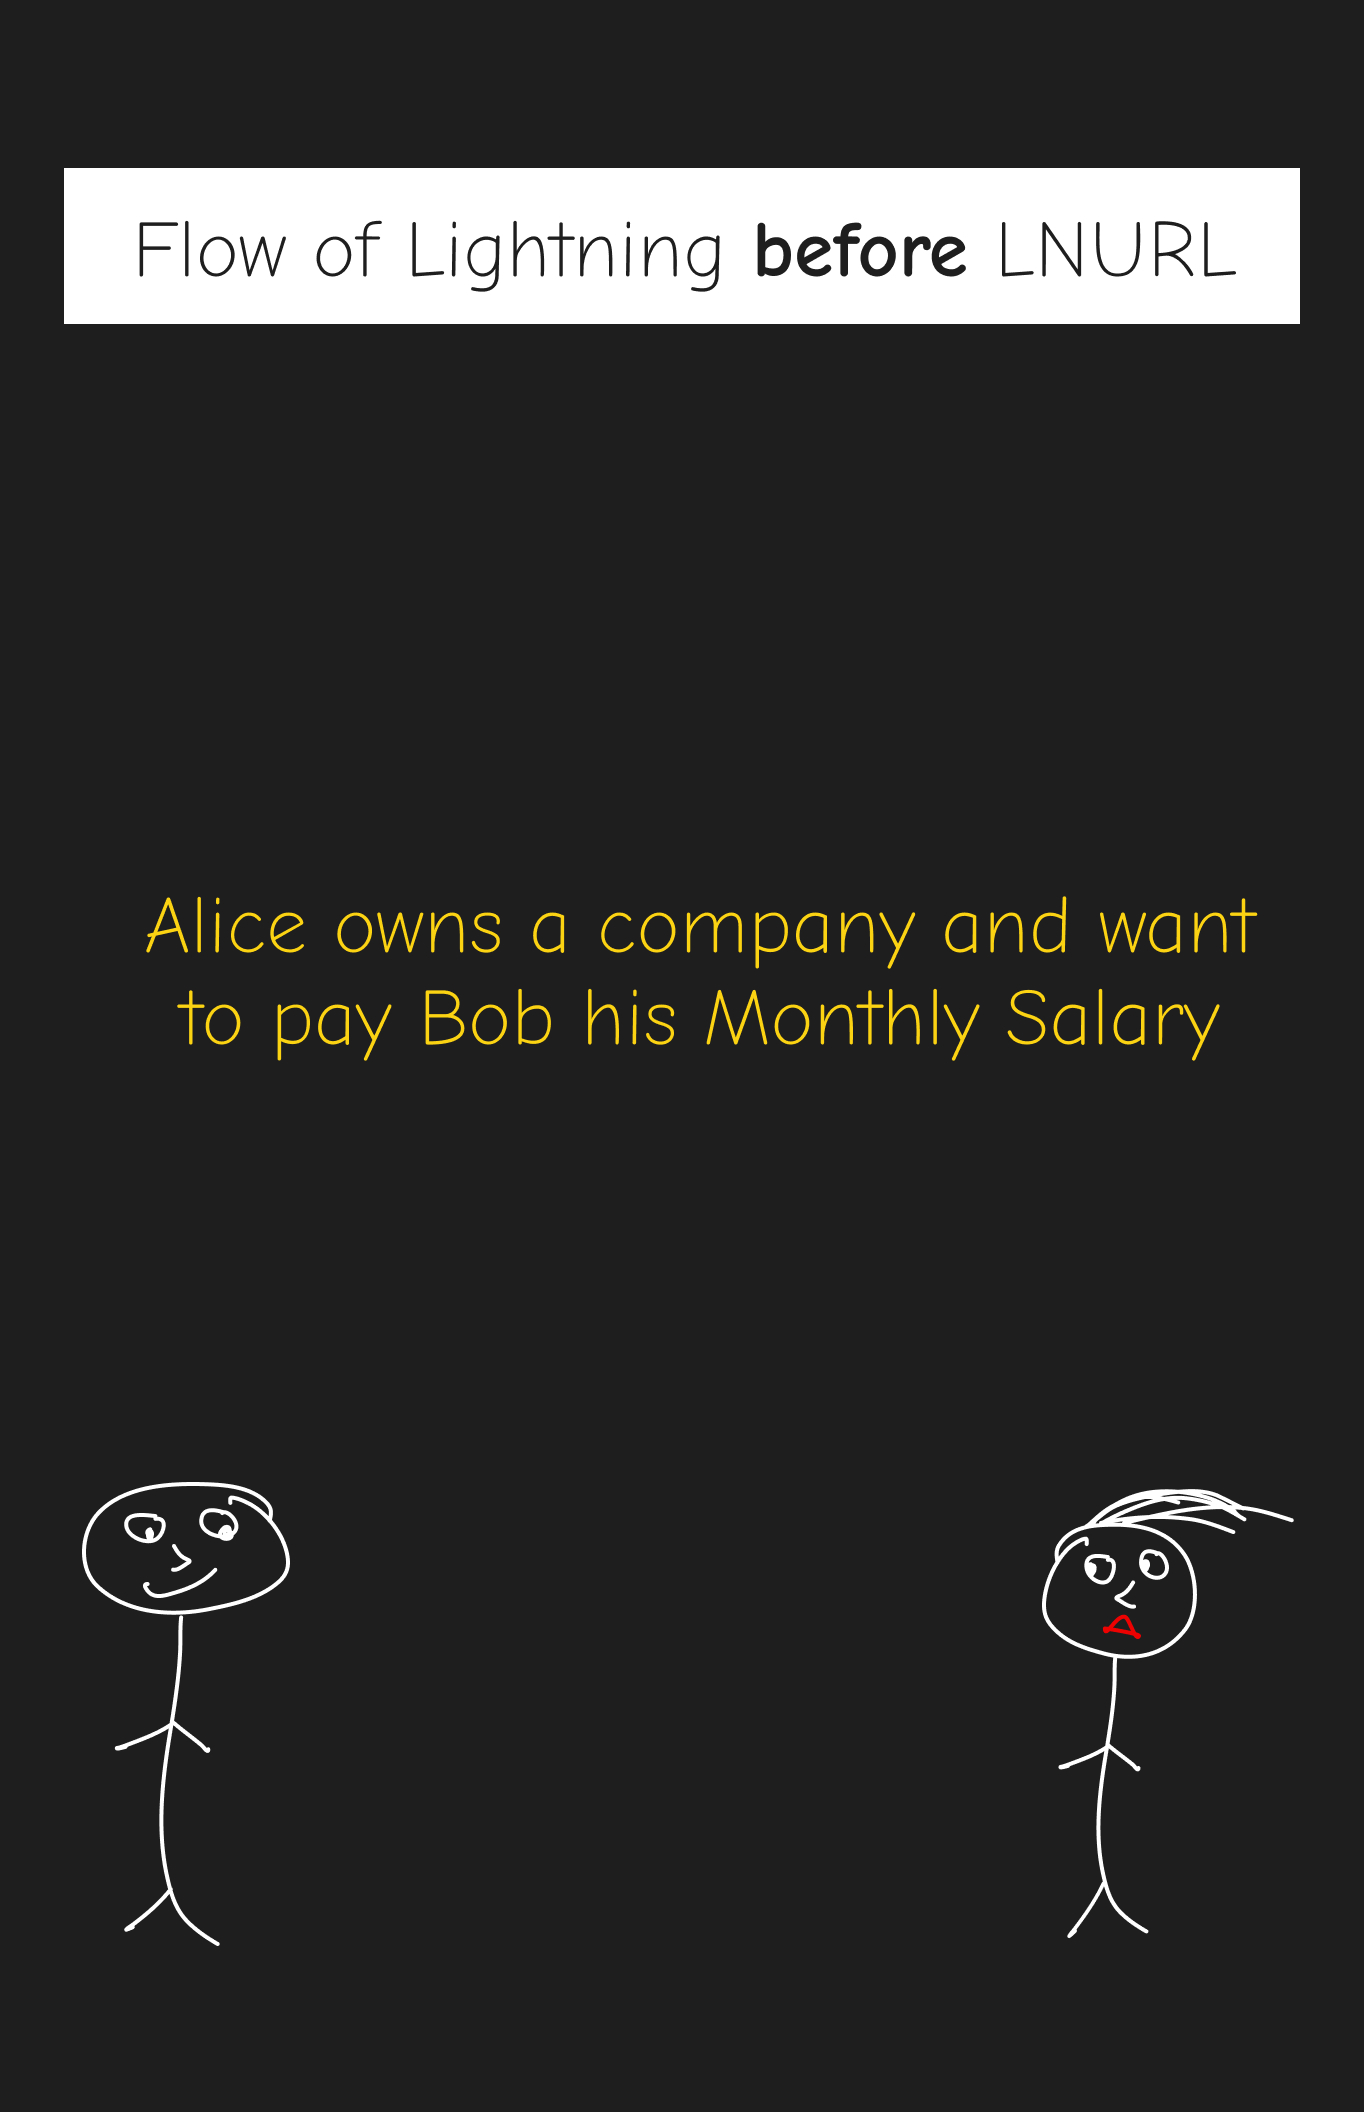 Flow of Lightning before LNURL
Alice owns a company and want
to pay Bob his Monthly Salary